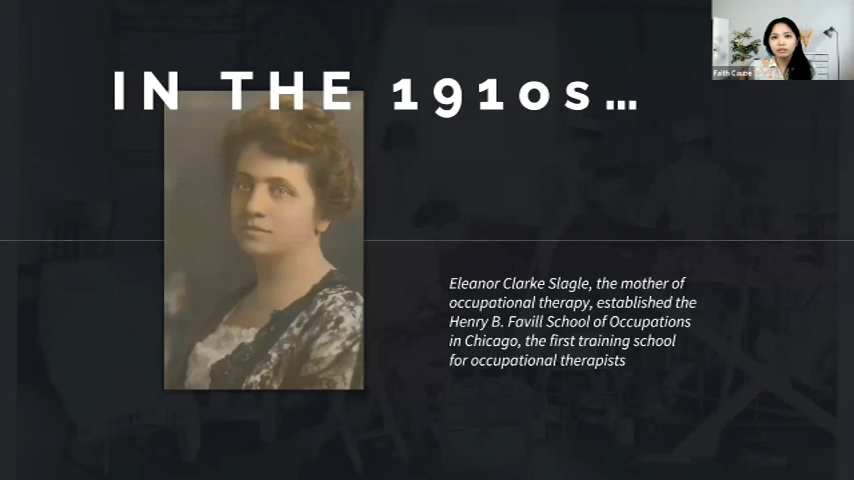 IN THE 1910s...
Eleanor Clarke Slagle, the mother of
occupational therapy, established the
Henry B. Favill School of Occupations
in Chicago, the first training school
for occupational therapists
Faith